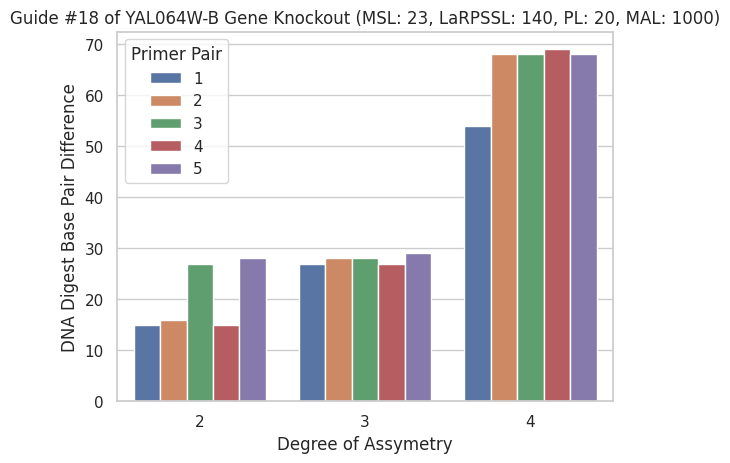 Guide #18 of YAL064W-B Gene Knockout (MSL: 23, LaRPSSL: 140, PL: 20, MAL: 1000)
Primer Pair
1
2
3
4
5
DNA Digest Base Pair Difference
70
60
50
40
30
20
10
0
2 3 4
Degree of Assymetry